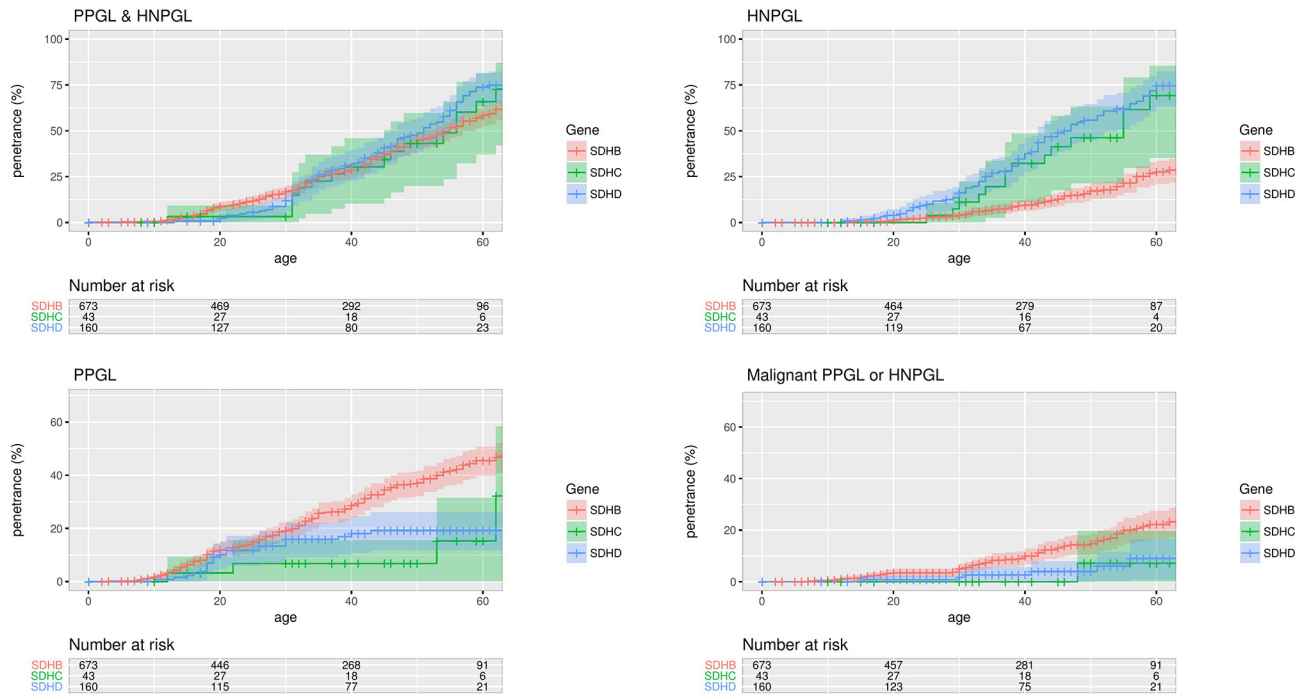 PPGL & HNPGL
100
75
50
25
0
penetrance (%)
0 20 40 60
age
Gene
SDHB
SDHC
SDHD
Number at risk
SDHB 673 469 292 96
SDHC 43 27 18 6
SDHD 160 127 80 23
HNPGL
100
75
50
25
0
penetrance (%)
0 20 40 60
age
Gene
SDHB
SDHC
SDHD
Number at risk
SDHB 673 464 279 87
SDHC 43 27 16 4
SDHD 160 119 67 20
PPGL
60
40
20
0
penetrance (%)
0 20 40 60
age
Gene
SDHB
SDHC
SDHD
Number at risk
SDHB 673 446 268 91
SDHC 43 27 18 6
SDHD 160 115 77 21
Malignant PPGL or HNPGL
60
40
20
0
penetrance (%)
0 20 40 60
age
Gene
SDHB
SDHC
SDHD
Number at risk
SDHB 673 457 281 91
SDHC 43 27 18 6
SDHD 160 123 75 21